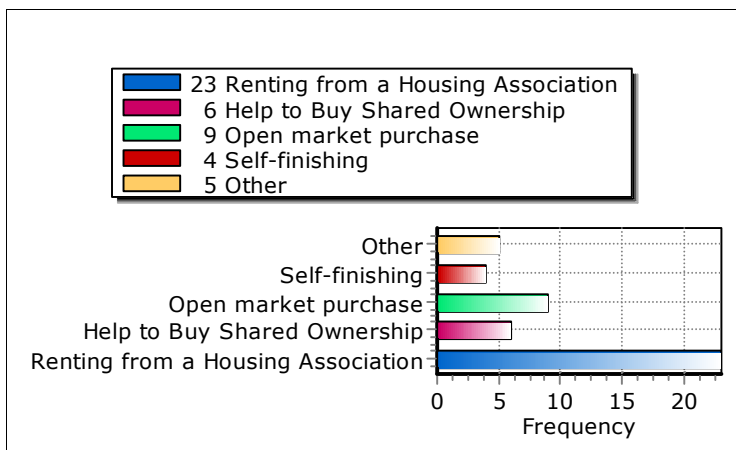 23 Renting from a Housing Association
6 Help to Buy Shared Ownership
9 Open market purchase
4 Self-finishing
5 Other
Other
Self-finishing
Open market purchase
Help to Buy Shared Ownership
Renting from a Housing Association
0 5 10 15 20
Frequency